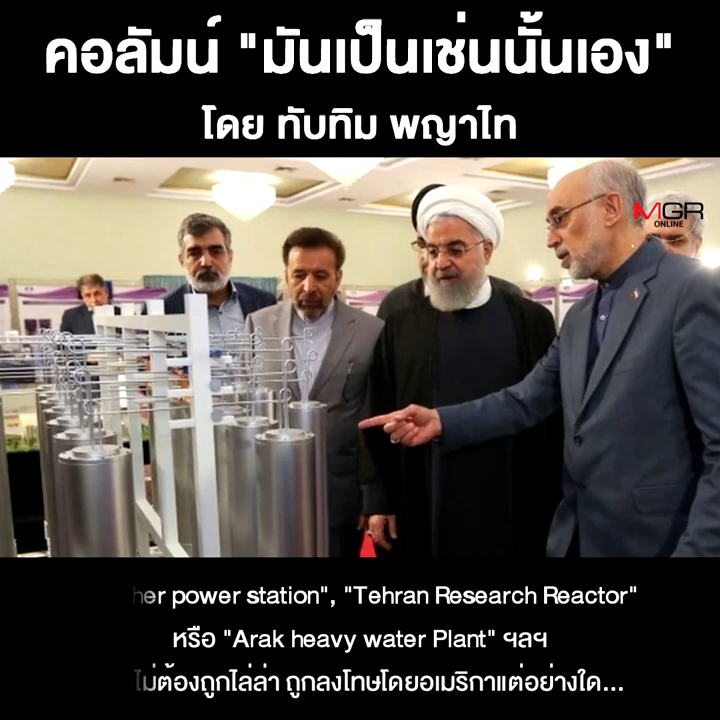 คอลัมน์ "มันเป็นเช่นนั้นเอง"
โดย ทับทิม พญาไท
MGR
ONLINE
power station", "Tehran Research Reactor"
หรือ "Arak heavy water Plant" ฯลฯ
ไม่ต้องถูกไล่ล่า ถูกลงโทษโดยอเมริกาแต่อย่างใด...